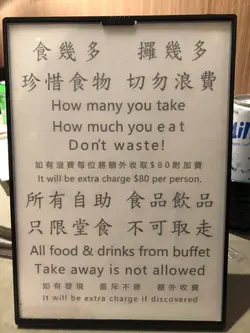 食幾多 攞幾多
珍惜食物 切勿浪費
How many you take
How much you eat
Don't waste!
如有浪費每位將額外收取$80附加費
It will be extra charge $80 per person.
所有自助 食品飲品
只限堂食 不可取走
All food & drinks from buffet
Take away is not allowed
如有發現 面斥不雅 額外收費
It will be extra charge if discovered